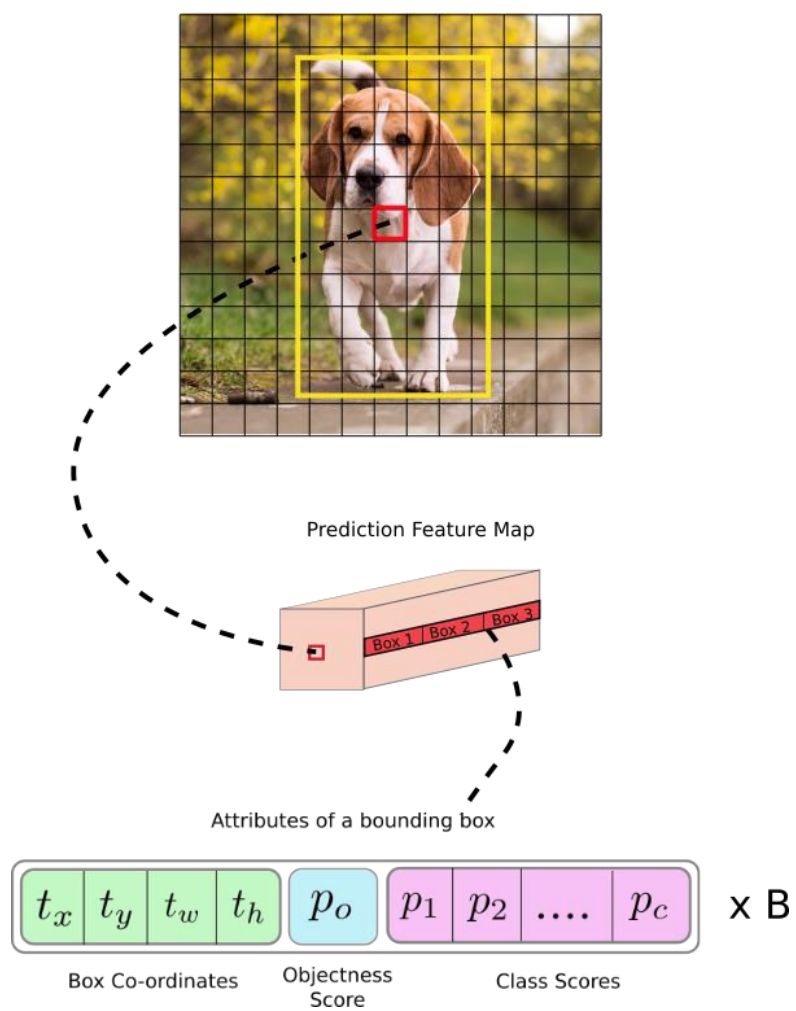 Prediction Feature Map
Box 1 Box 2 Box 3
Attributes of a bounding box
t_x t_y t_w t_h p_o p_1 p_2 .... p_c x B
Box Co-ordinates
Objectness
Score
Class Scores